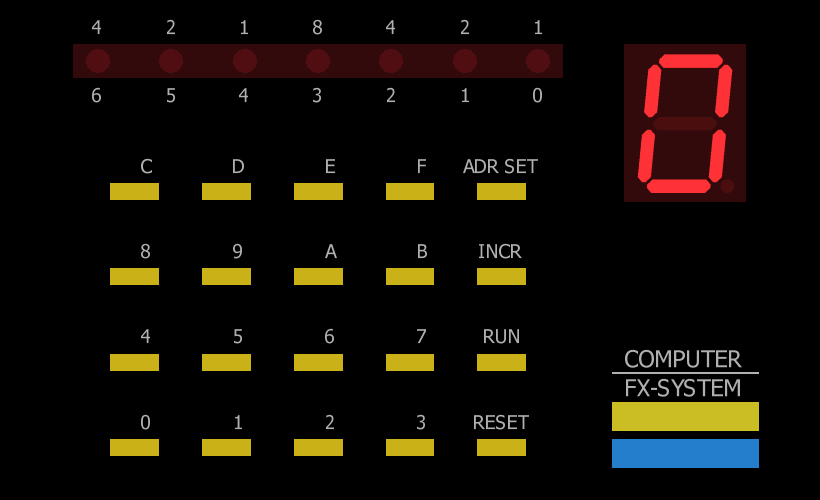 4 2 1 8 4 2 1
6 5 4 3 2 1 0
0
C D E F ADR SET
8 9 A B INCR
4 5 6 7 RUN
COMPUTER
FX-SYSTEM
0 1 2 3 RESET